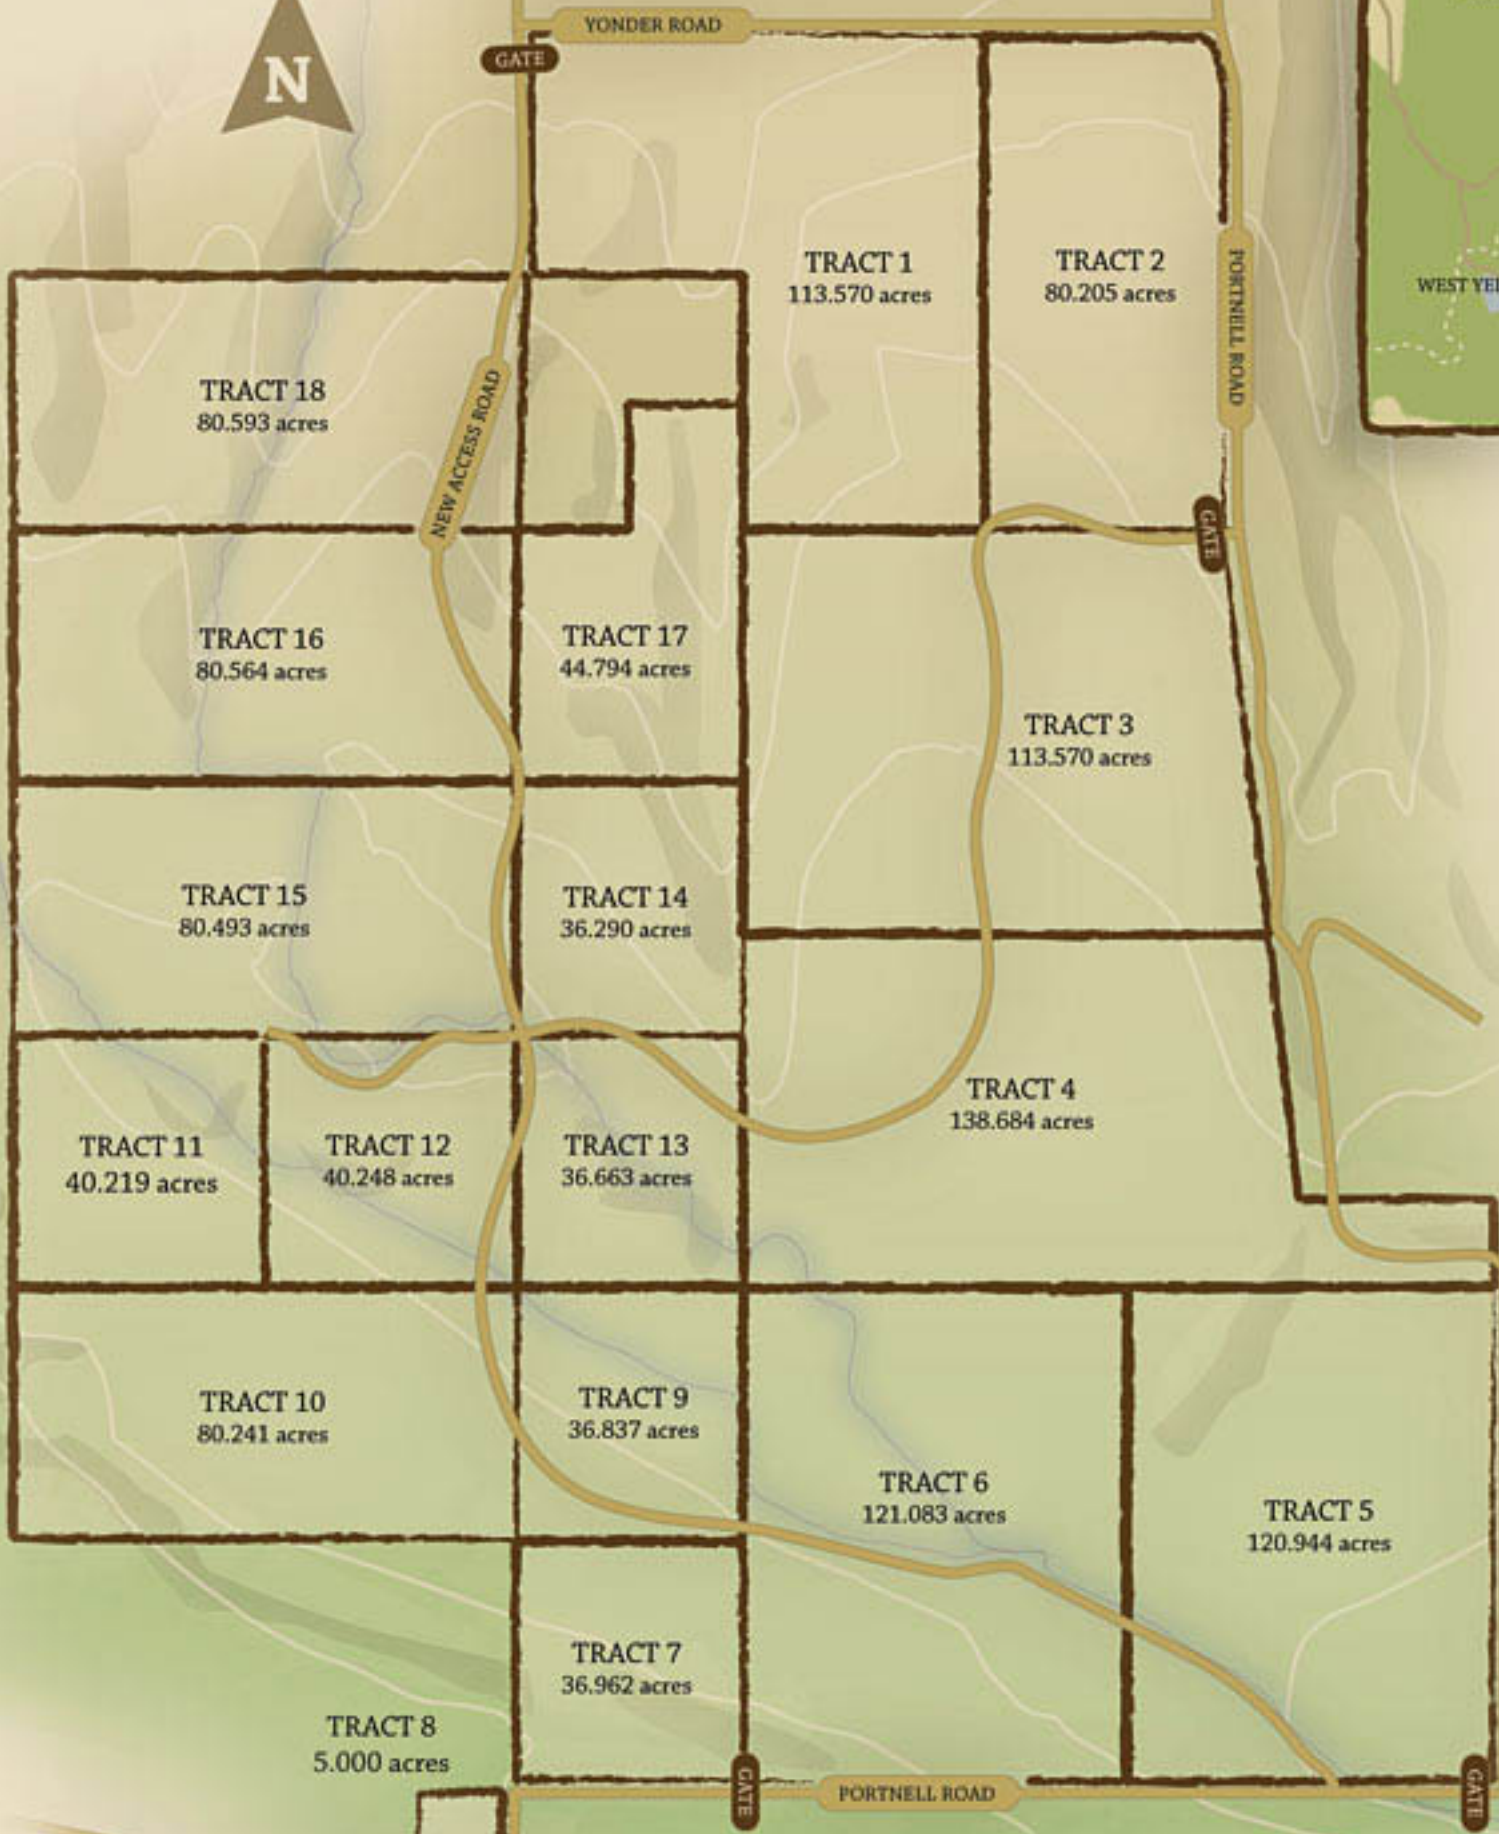 YONDER ROAD
GATE
N
TRACT 1
113.570 acres
TRACT 2
80.205 acres
PORTNELL ROAD
WEST YE
TRACT 18
80.593 acres
NEW ACCESS ROAD
GATE
TRACT 16
80.564 acres
TRACT 17
44.794 acres
TRACT 3
113.570 acres
TRACT 15
80.493 acres
TRACT 14
36.290 acres
TRACT 4
138.684 acres
TRACT 11
40.219 acres
TRACT 12
40.248 acres
TRACT 13
36.663 acres
TRACT 10
80.241 acres
TRACT 9
36.837 acres
TRACT 6
121.083 acres
TRACT 5
120.944 acres
TRACT 7
36.962 acres
TRACT 8
5.000 acres
GATE
PORTNELL ROAD
GATE